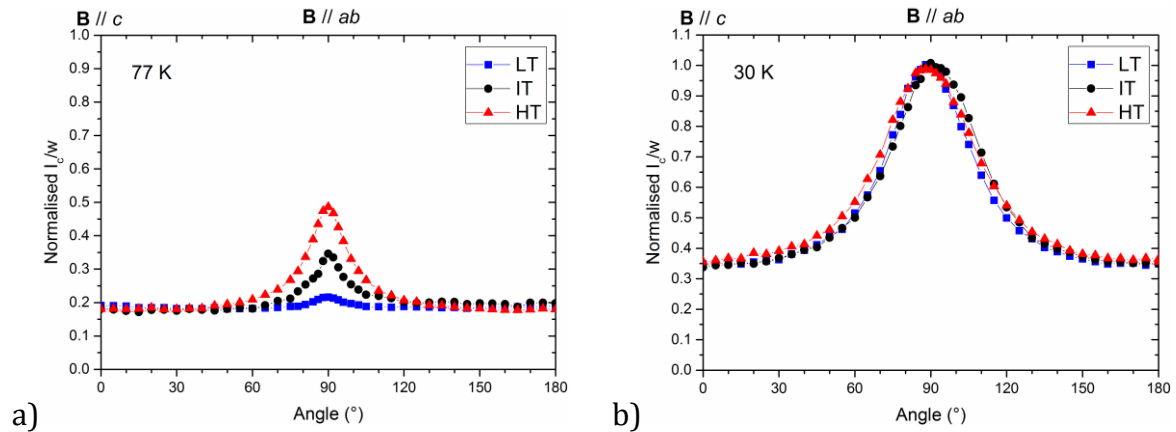 B // c B // ab
77 K
LT
IT
HT
1.0
0.9
0.8
0.7
0.6
0.5
0.4
0.3
0.2
0.1
0.0
Normalised Ic/w
0 30 60 90 120 150 180
Angle (°)
a)
B // c B // ab
30 K
LT
IT
HT
1.1
1.0
0.9
0.8
0.7
0.6
0.5
0.4
0.3
0.2
0.1
0.0
Normalised Ic/w
0 30 60 90 120 150 180
Angle (°)
b)